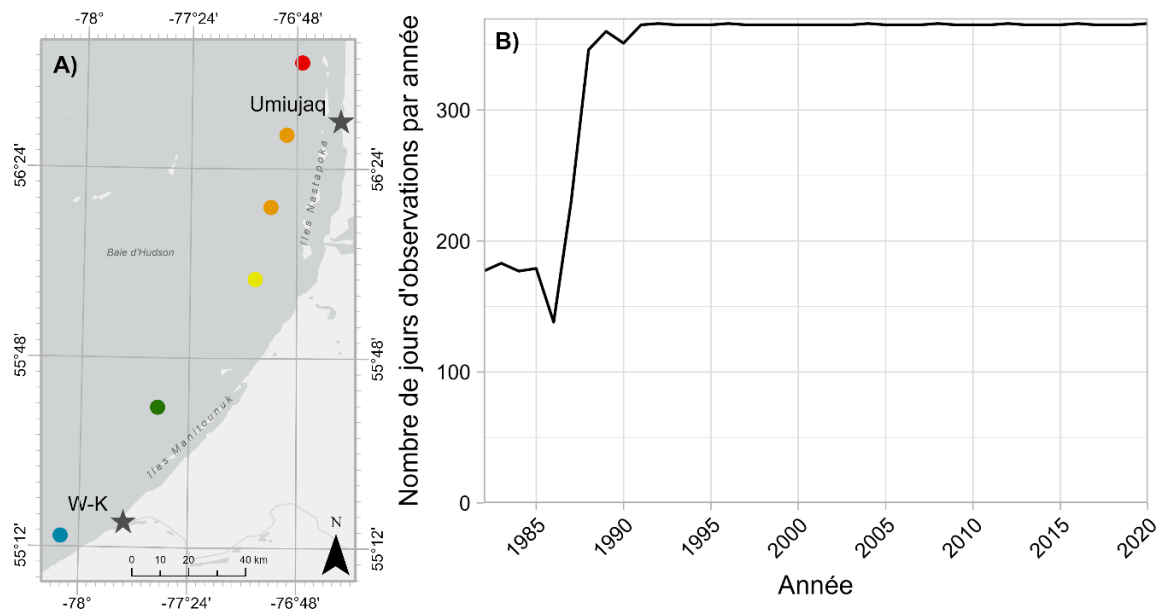 -78° -77°24' -76°48'
A)
Umiujaq
56°24' 56°24'
îles Nastapoka
Baie d'Hudson
55°48' 55°48'
îles Manitounuk
W-K
55°12' 55°12'
N
0 10 20 40 km
-78° -77°24' -76°48'
B)
Nombre de jours d'observations par année
300
200
100
0
1985 1990 1995 2000 2005 2010 2015 2020
Année